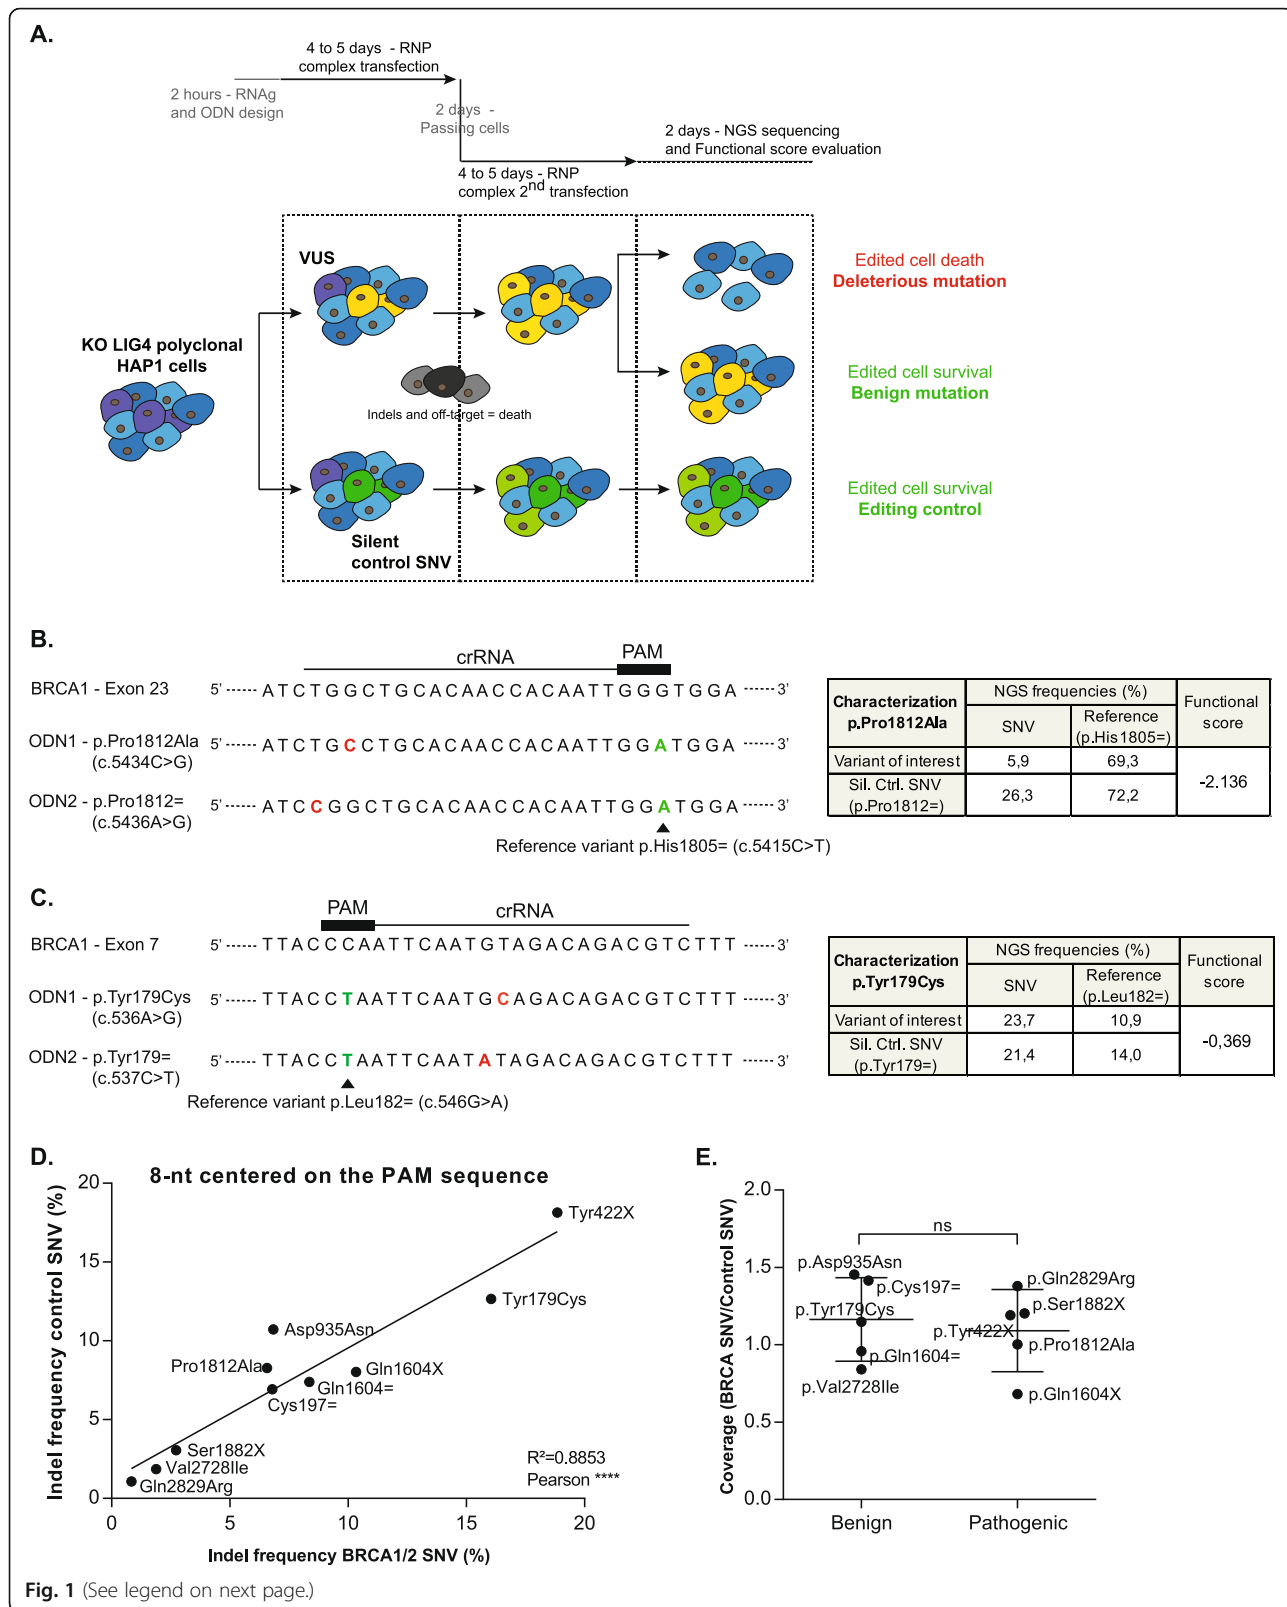 A.
4 to 5 days - RNP
complex transfection
2 hours - RNAg
and ODN design
2 days -
Passing cells
2 days - NGS sequencing
and Functional score evaluation
4 to 5 days - RNP
complex 2nd transfection
VUS
KO LIG4 polyclonal
HAP1 cells
Indels and off-target = death
Silent
control SNV
Edited cell death
Deleterious mutation
Edited cell survival
Benign mutation
Edited cell survival
Editing control
B.
crRNA
PAM
BRCA1 - Exon 23 5' ------ ATCTGGCTGCACAACCACAATTGGGTGGA ------ 3'
ODN1 - p.Pro1812Ala
(c.5434C>G)
5' ------ ATCTGCCTGCACAACCACAATTGGATGGA ------ 3'
ODN2 - p.Pro1812=
(c.5436A>G)
5' ------ ATCCGGCTGCACAACCACAATTGGATGGA ------ 3'
Reference variant p.His1805= (c.5415C>T)
Characterization
p.Pro1812Ala
NGS frequencies (%)
Functional
score
SNV
Reference
(p.His1805=)
Variant of interest 5,9 69,3
-2.136
Sil. Ctrl. SNV
(p.Pro1812=)
26,3 72,2
C.
PAM
crRNA
BRCA1 - Exon 7 5' ------ TTACCCAATTCAATGTAGACAGACGTCTTT ------ 3'
ODN1 - p.Tyr179Cys
(c.536A>G)
5' ------ TTACCTAATTCAATGCAGACAGACGTCTTT ------ 3'
ODN2 - p.Tyr179=
(c.537C>T)
5' ------ TTACCTAATTCAATATAGACAGACGTCTTT ------ 3'
Reference variant p.Leu182= (c.546G>A)
Characterization
p.Tyr179Cys
NGS frequencies (%)
Functional
score
SNV
Reference
(p.Leu182=)
Variant of interest 23,7 10,9
-0,369
Sil. Ctrl. SNV
(p.Tyr179=)
21,4 14,0
D.
8-nt centered on the PAM sequence
Indel frequency control SNV (%)
20
15
10
5
0
Tyr422X
Tyr179Cys
Asp935Asn
Pro1812Ala
Gln1604X
Gln1604=
Cys197=
Ser1882X
Val2728Ile
Gln2829Arg
R²=0.8853
Pearson ****
0 5 10 15 20
Indel frequency BRCA1/2 SNV (%)
E.
Coverage (BRCA SNV/Control SNV)
2.0
1.5
1.0
0.5
0.0
ns
p.Asp935Asn
p.Cys197=
p.Tyr179Cys
p.Gln1604=
p.Val2728Ile
p.Gln2829Arg
p.Ser1882X
p.Tyr422X
p.Pro1812Ala
p.Gln1604X
Benign Pathogenic
Fig. 1 (See legend on next page.)